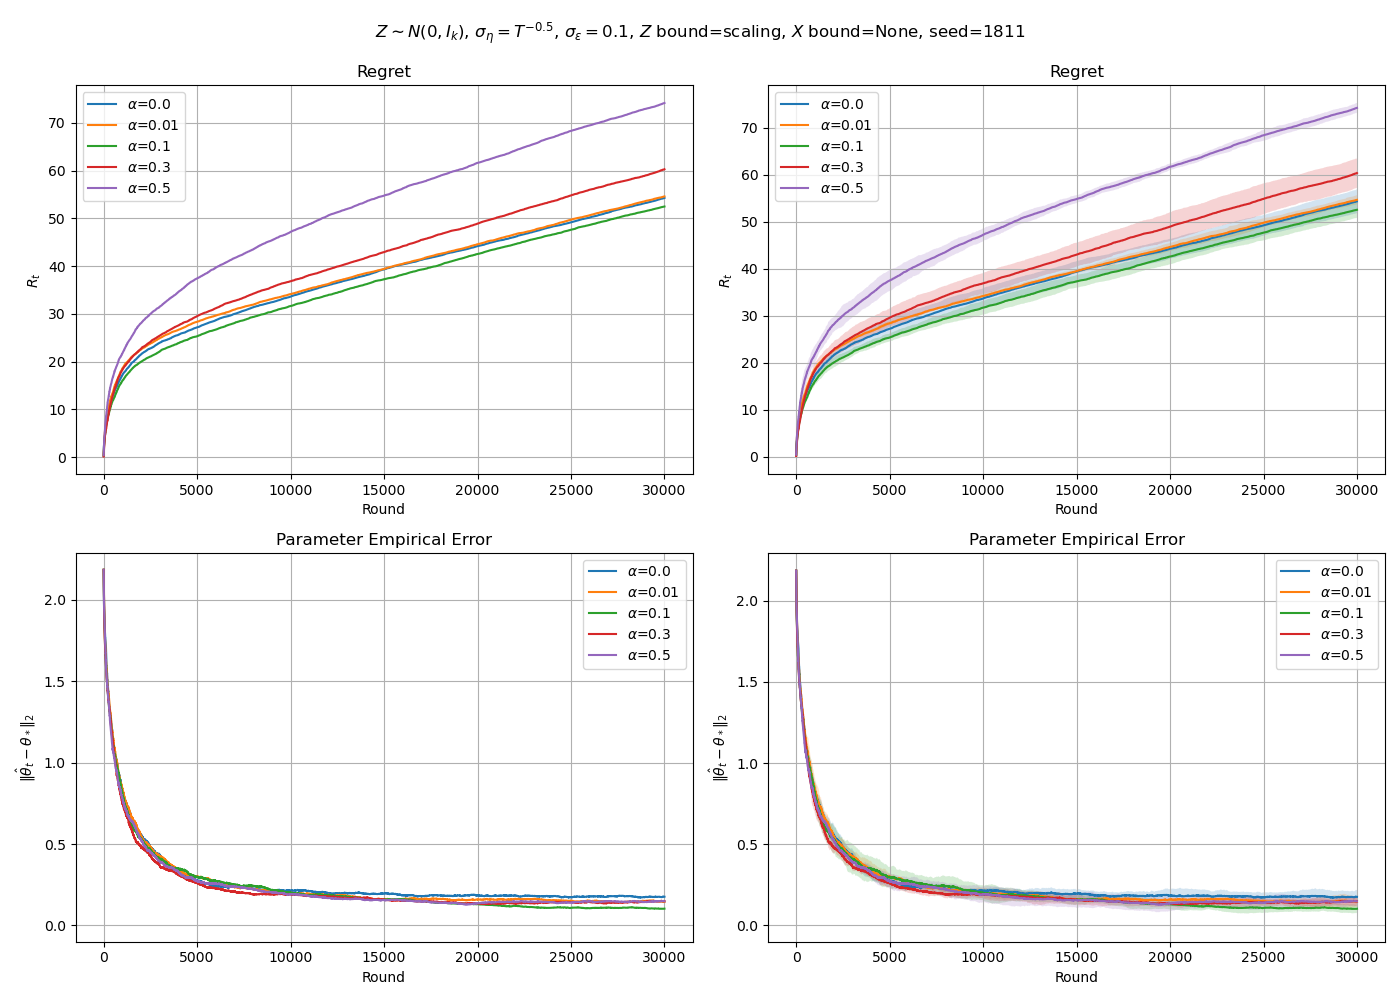 Z ∼ N(0, I_k), σ_η = T^{−0.5}, σ_ε = 0.1, Z bound=scaling, X bound=None, seed=1811
Regret
α=0.0
α=0.01
α=0.1
α=0.3
α=0.5
R_t
70
60
50
40
30
20
10
0
0 5000 10000 15000 20000 25000 30000
Round
Regret
α=0.0
α=0.01
α=0.1
α=0.3
α=0.5
R_t
70
60
50
40
30
20
10
0
0 5000 10000 15000 20000 25000 30000
Round
Parameter Empirical Error
α=0.0
α=0.01
α=0.1
α=0.3
α=0.5
‖θ̂_t − θ_*‖_2
2.0
1.5
1.0
0.5
0.0
0 5000 10000 15000 20000 25000 30000
Round
Parameter Empirical Error
α=0.0
α=0.01
α=0.1
α=0.3
α=0.5
‖θ̂_t − θ_*‖_2
2.0
1.5
1.0
0.5
0.0
0 5000 10000 15000 20000 25000 30000
Round